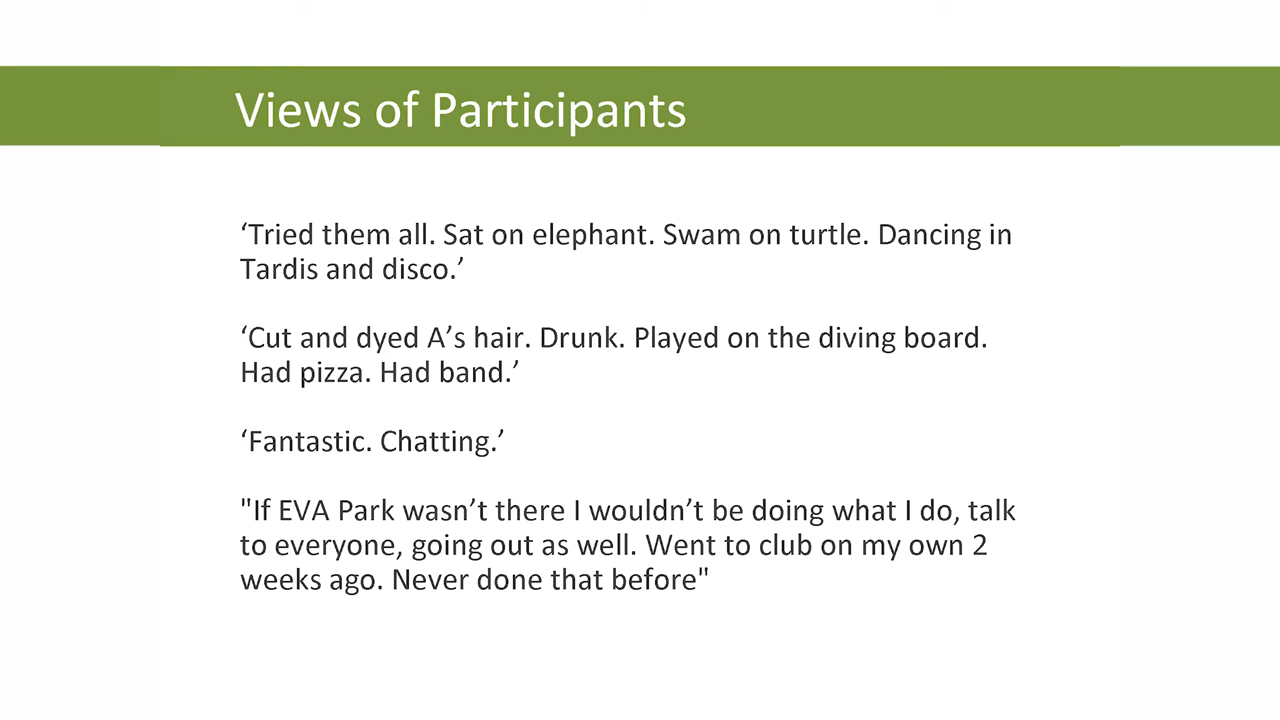 Views of Participants
‘Tried them all. Sat on elephant. Swam on turtle. Dancing in
Tardis and disco.’
‘Cut and dyed A’s hair. Drunk. Played on the diving board.
Had pizza. Had band.’
‘Fantastic. Chatting.’
"If EVA Park wasn’t there I wouldn’t be doing what I do, talk
to everyone, going out as well. Went to club on my own 2
weeks ago. Never done that before"